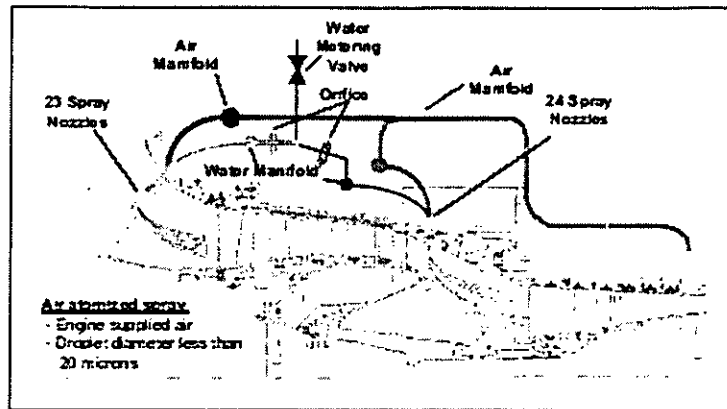 Water
Metering
Valve
Air
Manifold
Air
Manifold
Orifice
23 Spray
Nozzles
24 Spray
Nozzles
Water Manifold
Air atomized spray
- Engine supplied air
- Droplet diameter less than
20 microns